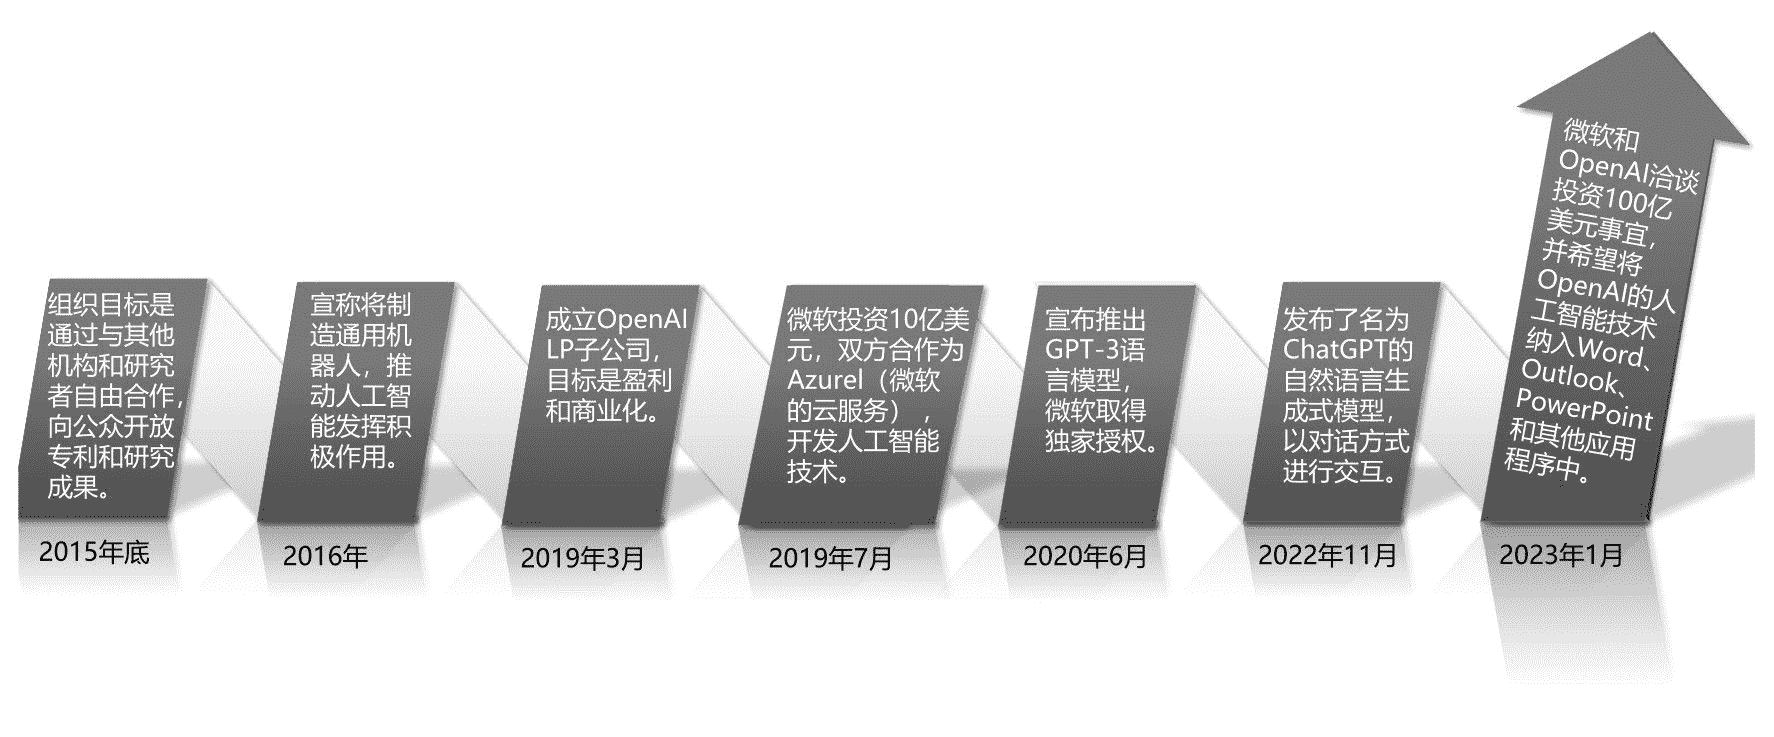 组织目标是
通过与其他
机构和研究
者自由合作，
向公众开放
专利和研究
成果。
2015年底
宣称将制
造通用机
器人，推
动人工智
能发挥积
极作用。
2016年
成立OpenAI
LP子公司，
目标是盈利
和商业化。
2019年3月
微软投资10亿美
元，双方合作为
Azurel（微软
的云服务），
开发人工智能
技术。
2019年7月
宣布推出
GPT-3语
言模型，
微软取得
独家授权。
2020年6月
发布了名为
ChatGPT的
自然语言生
成式模型，
以对话方式
进行交互。
2022年11月
微软和
OpenAI洽谈
投资100亿
美元事宜，
并希望将
OpenAI的人
工智能技术
纳入Word、
Outlook、
PowerPoint
和其他应用
程序中。
2023年1月